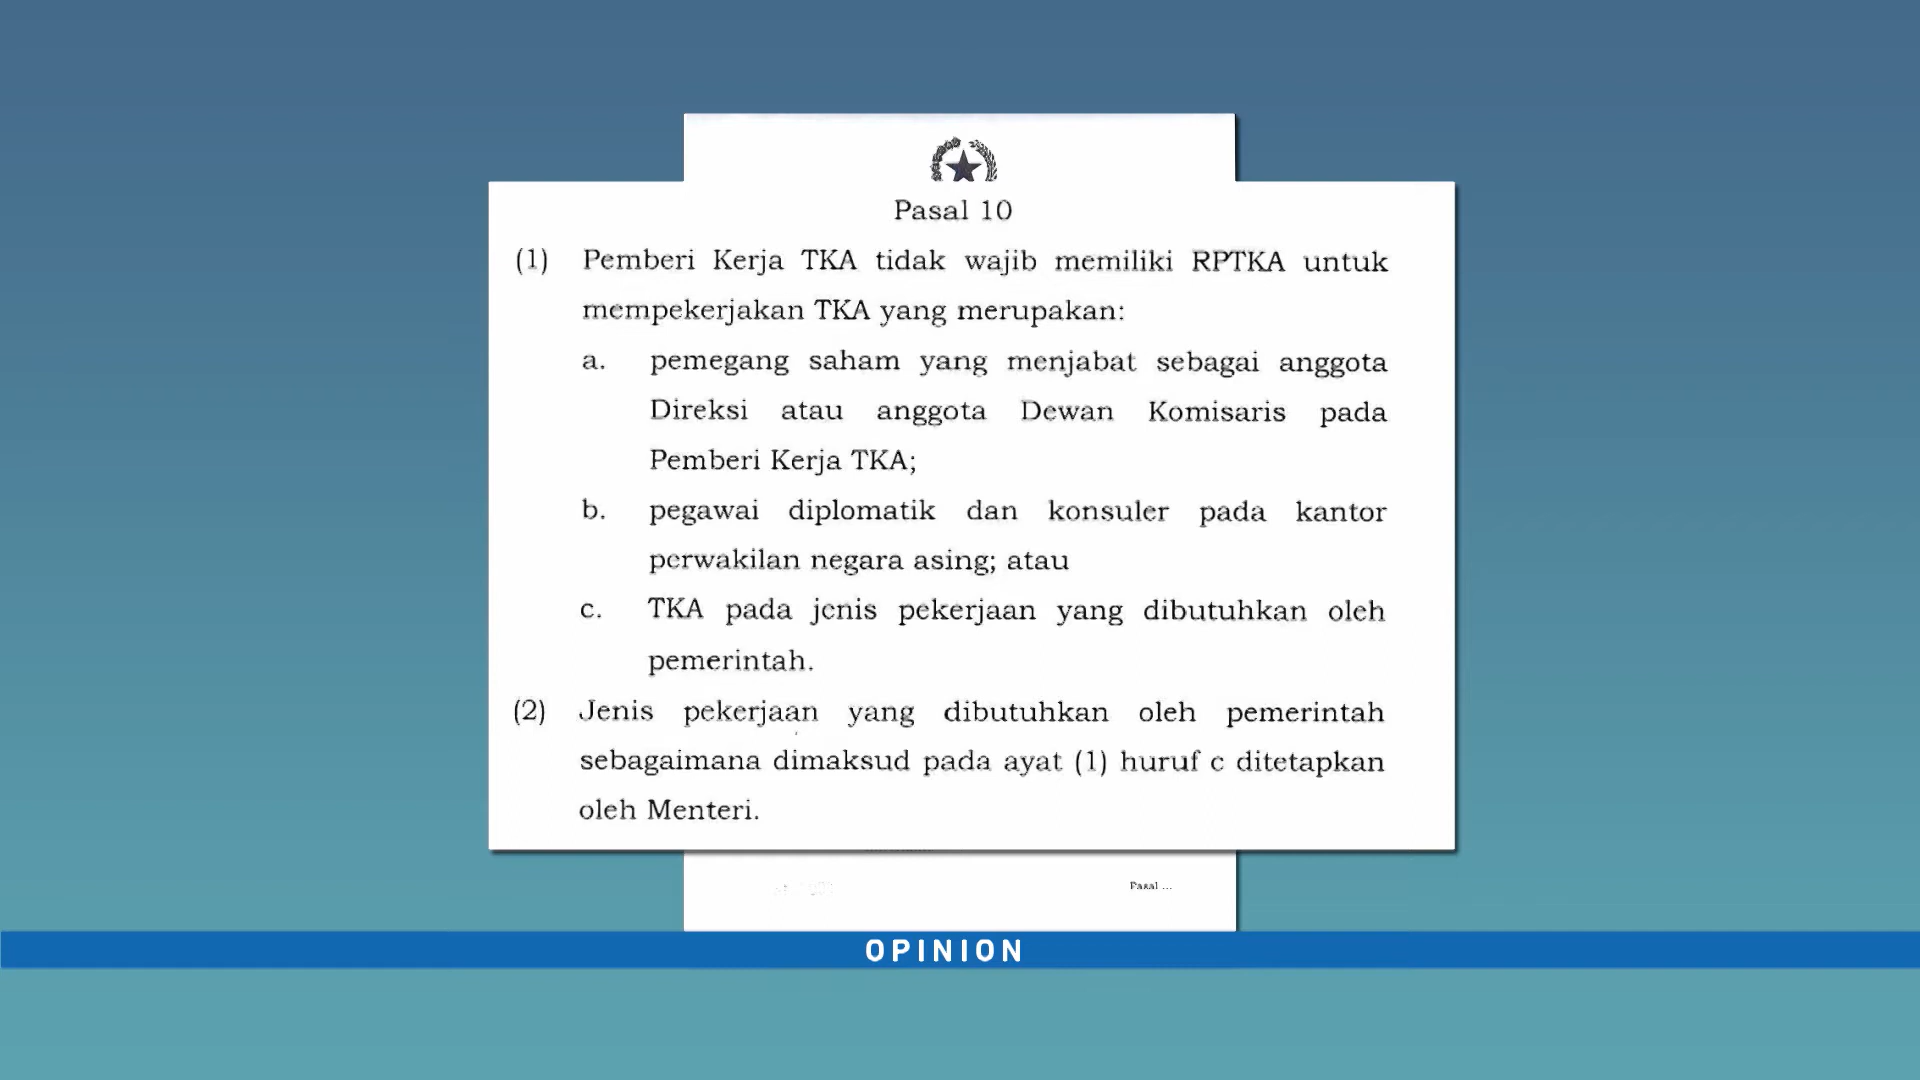 Pasal 10
(1) Pemberi Kerja TKA tidak wajib memiliki RPTKA untuk
mempekerjakan TKA yang merupakan:
a. pemegang saham yang menjabat sebagai anggota
Direksi atau anggota Dewan Komisaris pada
Pemberi Kerja TKA;
b. pegawai diplomatik dan konsuler pada kantor
perwakilan negara asing; atau
c. TKA pada jenis pekerjaan yang dibutuhkan oleh
pemerintah.
(2) Jenis pekerjaan yang dibutuhkan oleh pemerintah
sebagaimana dimaksud pada ayat (1) huruf c ditetapkan
oleh Menteri.
Pasal ...
OPINION